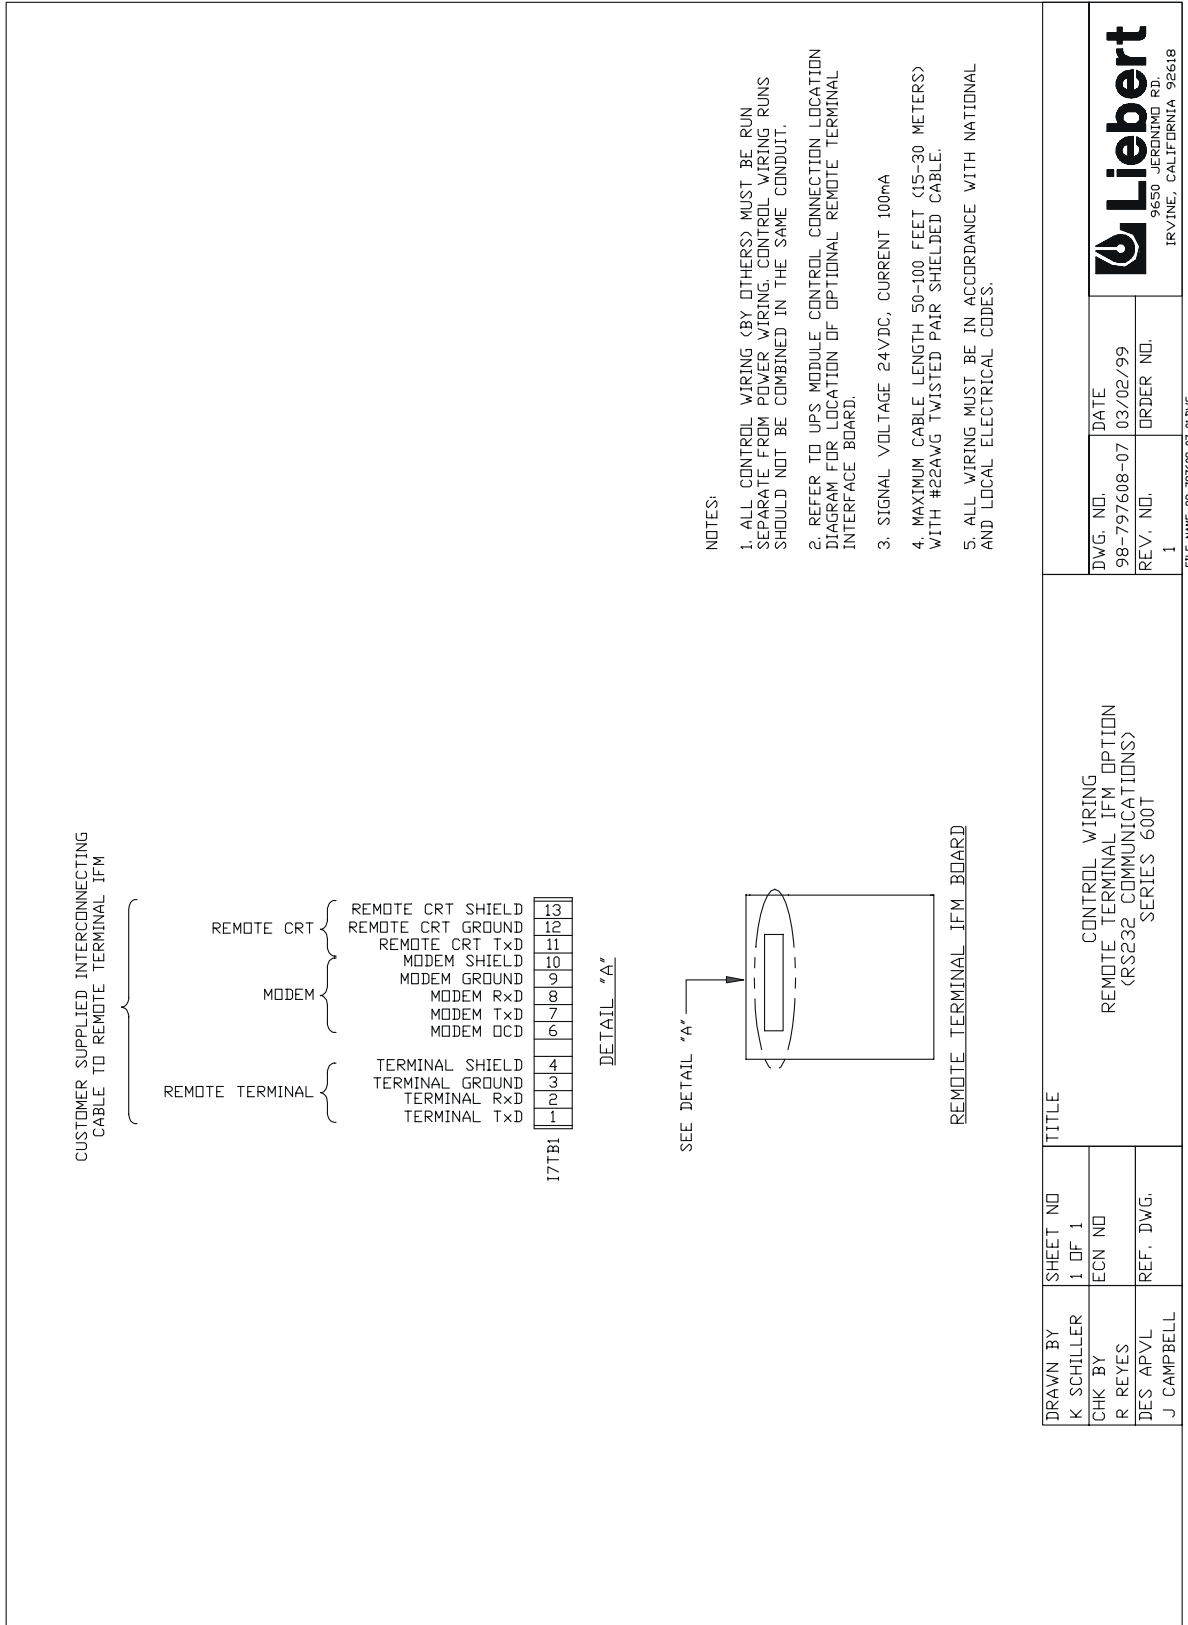 CUSTOMER SUPPLIED INTERCONNECTING
CABLE TO REMOTE TERMINAL IFM
REMOTE CRT
MODEM
REMOTE TERMINAL
REMOTE CRT SHIELD 13
REMOTE CRT GROUND 12
REMOTE CRT TxD 11
MODEM SHIELD 10
MODEM GROUND 9
MODEM RxD 8
MODEM TxD 7
MODEM OCD 6
TERMINAL SHIELD 4
TERMINAL GROUND 3
TERMINAL RxD 2
TERMINAL TxD 1
I7TB1
DETAIL "A"
SEE DETAIL "A"
REMOTE TERMINAL IFM BOARD
NOTES:
1. ALL CONTROL WIRING (BY OTHERS) MUST BE RUN
SEPARATE FROM POWER WIRING. CONTROL WIRING RUNS
SHOULD NOT BE COMBINED IN THE SAME CONDUIT.
2. REFER TO UPS MODULE CONTROL CONNECTION LOCATION
DIAGRAM FOR LOCATION OF OPTIONAL REMOTE TERMINAL
INTERFACE BOARD.
3. SIGNAL VOLTAGE 24VDC, CURRENT 100mA
4. MAXIMUM CABLE LENGTH 50-100 FEET (15-30 METERS)
WITH #22AWG TWISTED PAIR SHIELDED CABLE.
5. ALL WIRING MUST BE IN ACCORDANCE WITH NATIONAL
AND LOCAL ELECTRICAL CODES.
DRAWN BY
K SCHILLER
CHK BY
R REYES
DES APVL
J CAMPBELL
SHEET NO
1 OF 1
ECN NO
REF. DWG.
TITLE
CONTROL WIRING
REMOTE TERMINAL IFM OPTION
(RS232 COMMUNICATIONS)
SERIES 600T
DWG. NO.
98-797608-07
REV. NO.
1
DATE
03/02/99
ORDER NO.
Liebert
9650 JERONIMO RD.
IRVINE, CALIFORNIA 92618